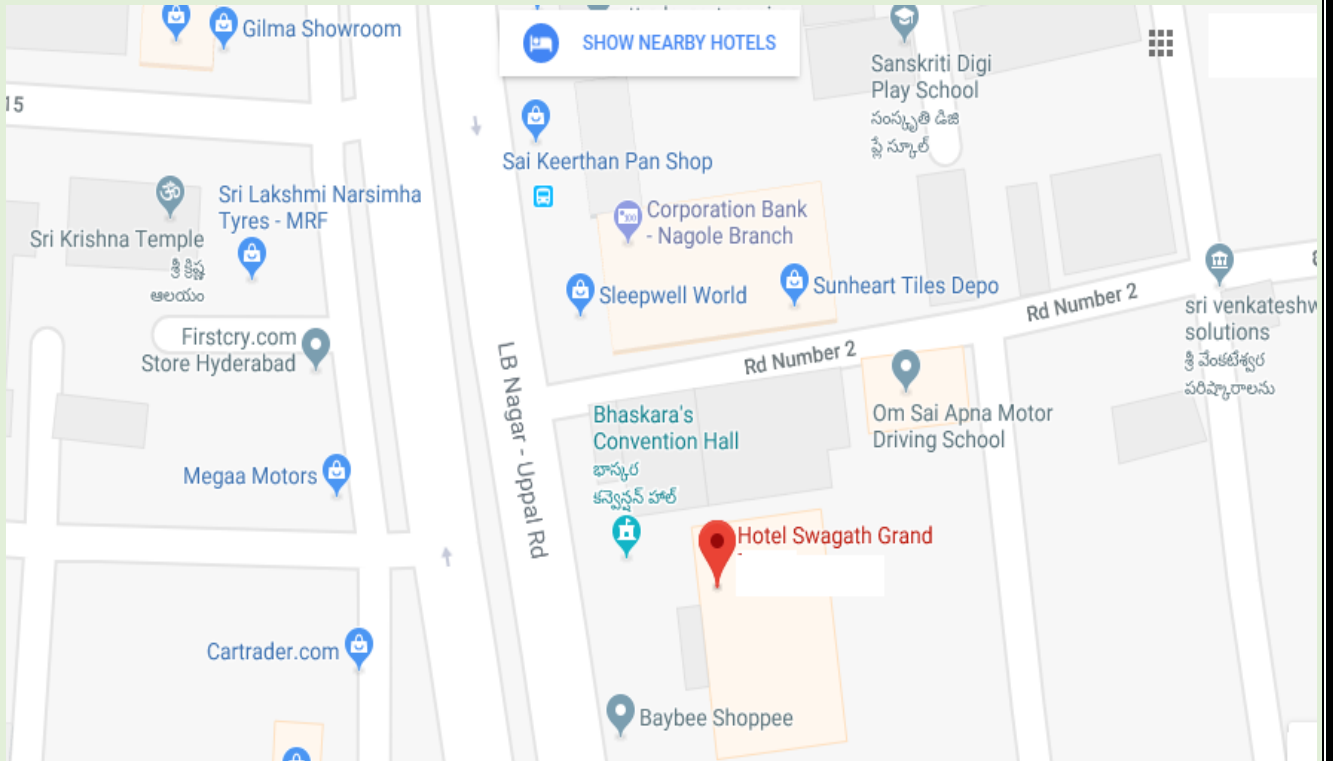 Gilma Showroom
SHOW NEARBY HOTELS
Sanskriti Digi
Play School
సంస్కృతి డిజి
ప్లే స్కూల్
15
Sai Keerthan Pan Shop
Sri Lakshmi Narsimha
Tyres - MRF
Corporation Bank
- Nagole Branch
Sri Krishna Temple
శ్రీ క్రిష్ణ
ఆలయం
Sleepwell World
Sunheart Tiles Depo
Rd Number 2
sri venkateshw
solutions
శ్రీ వేంకటేశ్వర
పరిష్కారాలను
Firstcry.com
Store Hyderabad
Rd Number 2
LB Nagar - Uppal Rd
Bhaskara's
Convention Hall
భాస్కర
కన్వెన్షన్ హాల్
Om Sai Apna Motor
Driving School
Megaa Motors
Hotel Swagath Grand
Cartrader.com
Baybee Shoppee